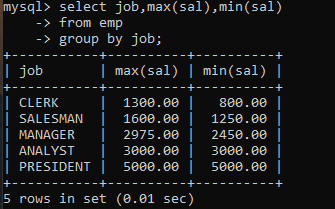 mysql> select job,max(sal),min(sal)
    -> from emp
    -> group by job;
+-----------+----------+----------+
| job       | max(sal) | min(sal) |
+-----------+----------+----------+
| CLERK     |  1300.00 |   800.00 |
| SALESMAN  |  1600.00 |  1250.00 |
| MANAGER   |  2975.00 |  2450.00 |
| ANALYST   |  3000.00 |  3000.00 |
| PRESIDENT |  5000.00 |  5000.00 |
+-----------+----------+----------+
5 rows in set (0.01 sec)